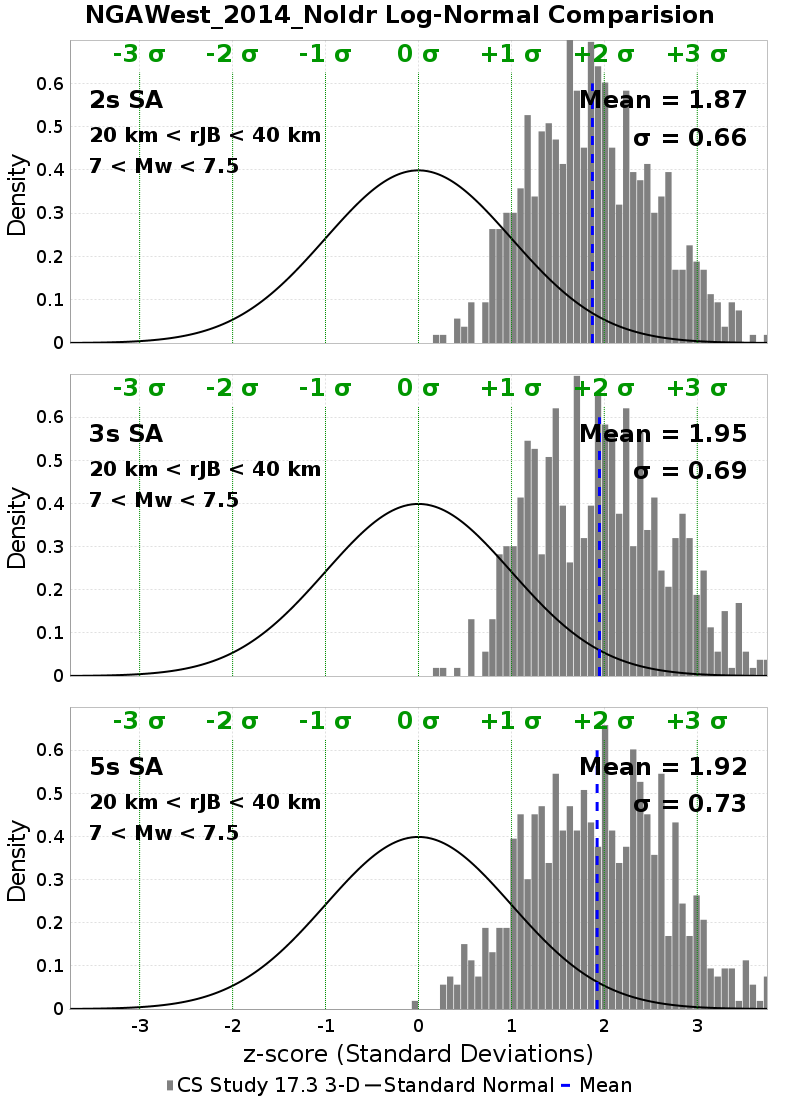 NGAWest_2014_NoIdr Log-Normal Comparision
-3 σ -2 σ -1 σ 0 σ +1 σ +2 σ +3 σ
2s SA
Mean = 1.87
20 km < rJB < 40 km
σ = 0.66
7 < Mw < 7.5
Density
0.6
0.5
0.4
0.3
0.2
0.1
0
-3 σ -2 σ -1 σ 0 σ +1 σ +2 σ +3 σ
3s SA
Mean = 1.95
20 km < rJB < 40 km
σ = 0.69
7 < Mw < 7.5
Density
0.6
0.5
0.4
0.3
0.2
0.1
0
-3 σ -2 σ -1 σ 0 σ +1 σ +2 σ +3 σ
5s SA
Mean = 1.92
20 km < rJB < 40 km
σ = 0.73
7 < Mw < 7.5
Density
0.6
0.5
0.4
0.3
0.2
0.1
0
-3 -2 -1 0 1 2 3
z-score (Standard Deviations)
CS Study 17.3 3-D Standard Normal Mean